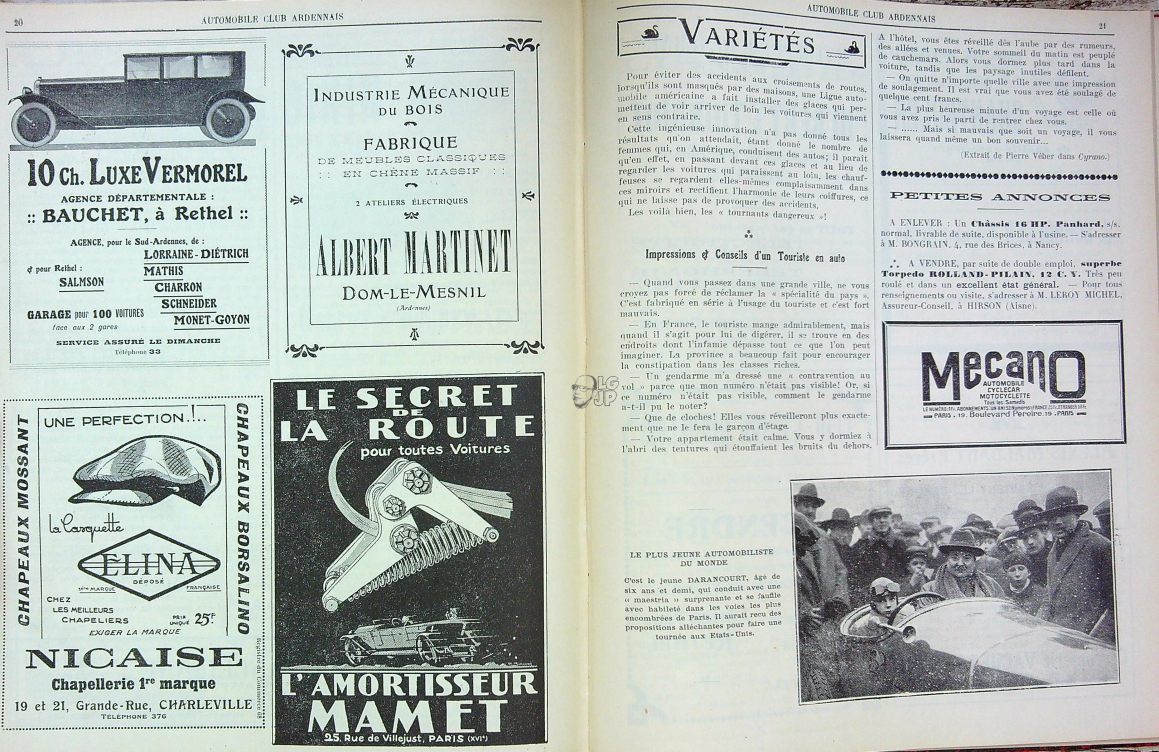 20
AUTOMOBILE CLUB ARDENNAIS
10 CH. LUXE VERMOREL
AGENCE DÉPARTEMENTALE :
:: BAUCHET, à Rethel ::
AGENCE, pour le Sud-Ardennes, de :
LORRAINE-DIÉTRICH
& pour Rethel :
MATHIS
SALMSON
CHARRON
SCHNEIDER
GARAGE pour 100 VOITURES
MONET-GOYON
face aux 2 gares
SERVICE ASSURÉ LE DIMANCHE
Téléphone 33
INDUSTRIE MÉCANIQUE
DU BOIS
FABRIQUE
DE MEUBLES CLASSIQUES
:: EN CHÊNE MASSIF ::
2 ATELIERS ÉLECTRIQUES
ALBERT MARTINET
DOM-LE-MESNIL
(Ardennes)
CHAPEAUX MOSSANT
UNE PERFECTION.!!
La Casquette
ELINA
DÉPOSÉ
1ère MARQUE
FRANÇAISE
CHEZ
LES MEILLEURS
CHAPELIERS
PRIX UNIQUE 25F
EXIGER LA MARQUE
CHAPEAUX BORSALINO
NICAISE
Chapellerie 1re marque
19 et 21, Grande-Rue, CHARLEVILLE
TÉLÉPHONE 376
Registre du Commerce 68
LE SECRET
DE
LA ROUTE
pour toutes Voitures
L'AMORTISSEUR
MAMET
25, Rue de Villejust, PARIS (XVIe)
LG
JP
AUTOMOBILE CLUB ARDENNAIS
21
VARIÉTÉS
Pour éviter des accidents aux croisements de routes,
lorsqu'ils sont masqués par des maisons, une Ligue auto-
mobile américaine a fait installer des glaces qui per-
mettent de voir arriver de loin les voitures qui viennent
en sens contraire.
Cette ingénieuse innovation n'a pas donné tous les
résultats qu'on attendait, étant donné le nombre de
femmes qui, en Amérique, conduisent des autos; il paraît
qu'en effet, en passant devant ces glaces et au lieu de
regarder les voitures qui paraissent au loin, les chauf-
feuses se regardent elles-mêmes complaisamment dans
ces miroirs et rectifient l'harmonie de leurs coiffures, ce
qui ne laisse pas de provoquer des accidents.
Les voilà bien, les « tournants dangereux »!
Impressions & Conseils d'un Touriste en auto
— Quand vous passez dans une grande ville, ne vous
croyez pas forcé de réclamer la « spécialité du pays ».
C'est fabriqué en série à l'usage du touriste et c'est fort
mauvais.
— En France, le touriste mange admirablement, mais
quand il s'agit pour lui de digérer, il se trouve en des
endroits dont l'infamie dépasse tout ce que l'on peut
imaginer. La province a beaucoup fait pour encourager
la constipation dans les classes riches.
— Un gendarme m'a dressé une « contravention au
vol » parce que mon numéro n'était pas visible! Or, si
ce numéro n'était pas visible, comment le gendarme
a-t-il pu le noter?
— Que de cloches! Elles vous réveilleront plus exacte-
ment que ne le fera le garçon d'étage.
— Votre appartement était calme. Vous y dormiez à
l'abri des tentures qui étouffaient les bruits du dehors.
A l'hôtel, vous êtes réveillé dès l'aube par des rumeurs,
des allées et venues. Votre sommeil du matin est peuplé
de cauchemars. Alors vous dormez plus tard dans la
voiture, tandis que les paysage inutiles défilent.
— On quitte n'importe quelle ville avec une impression
de soulagement. Il est vrai que vous avez été soulagé de
quelque cent francs.
— La plus heureuse minute d'un voyage est celle où
vous avez pris le parti de rentrer chez vous.
— ...... Mais si mauvais que soit un voyage, il vous
laissera quand même un bon souvenir...
(Extrait de Pierre Véber dans Cyrano.)
PETITES ANNONCES
A ENLEVER : Un Châssis 16 HP. Panhard, s/s,
normal, livrable de suite, disponible à l'usine. — S'adresser
à M. BONGRAIN, 4, rue des Brices, à Nancy.
A VENDRE, par suite de double emploi, superbe
Torpedo ROLLAND-PILAIN, 12 C. V. Très peu
roulé et dans un excellent état général. — Pour tous
renseignements ou visite, s'adresser à M. LEROY MICHEL,
Assureur-Conseil, à HIRSON (Aisne).
MECANO
AUTOMOBILE
CYCLECAR
MOTOCYCLETTE
Tous les Samedis
PARIS - 19, Boulevard Pereire, 19 - PARIS
LE PLUS JEUNE AUTOMOBILISTE
DU MONDE
C'est le jeune DARANCOURT, âgé de
six ans et demi, qui conduit avec une
« maestria » surprenante et se faufile
avec habileté dans les voies les plus
encombrées de Paris. Il aurait reçu des
propositions alléchantes pour faire une
tournée aux Etats-Unis.